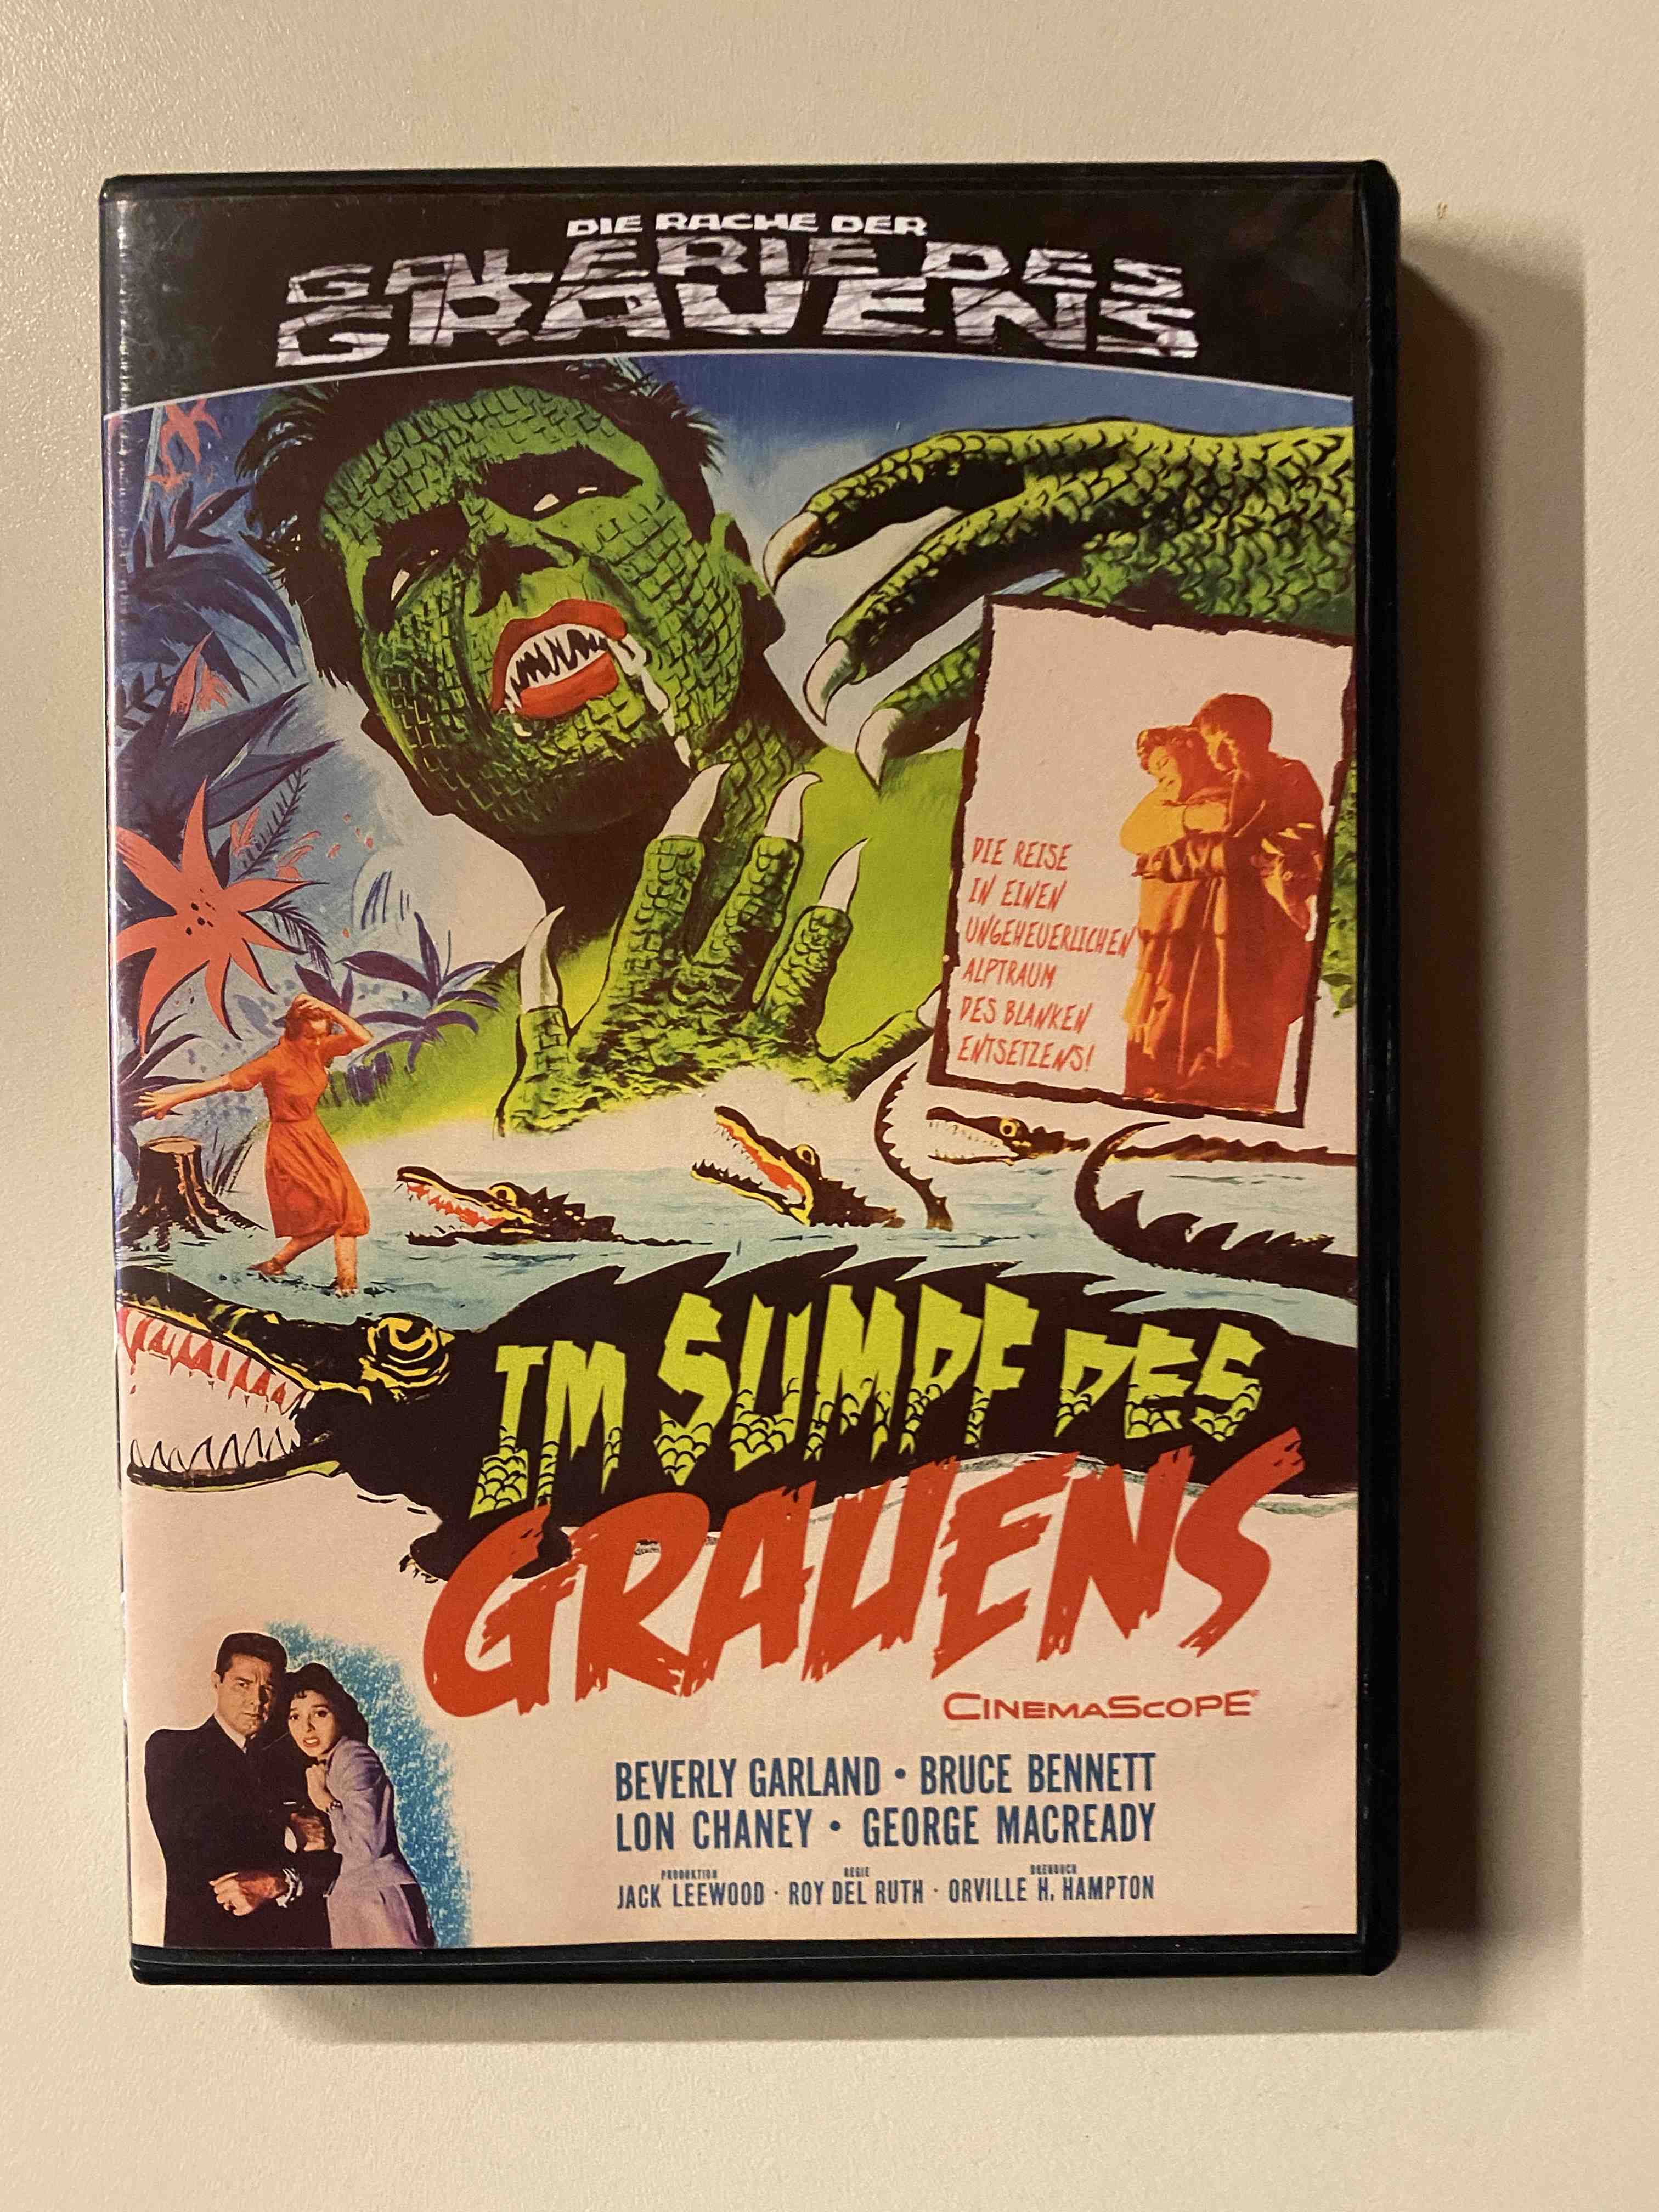 DIE RACHE DER
GALERIE DES
GRAUENS
DIE REISE
IN EINEN
UNGEHEUERLICHEN
ALPTRAUM
DES BLANKEN
ENTSETZENS!
IM SUMPF DES
GRAUENS
CINEMASCOPE
BEVERLY GARLAND • BRUCE BENNETT
LON CHANEY • GEORGE MACREADY
PRODUKTION REGIE DREHBUCH
JACK LEEWOOD · ROY DEL RUTH · ORVILLE H. HAMPTON